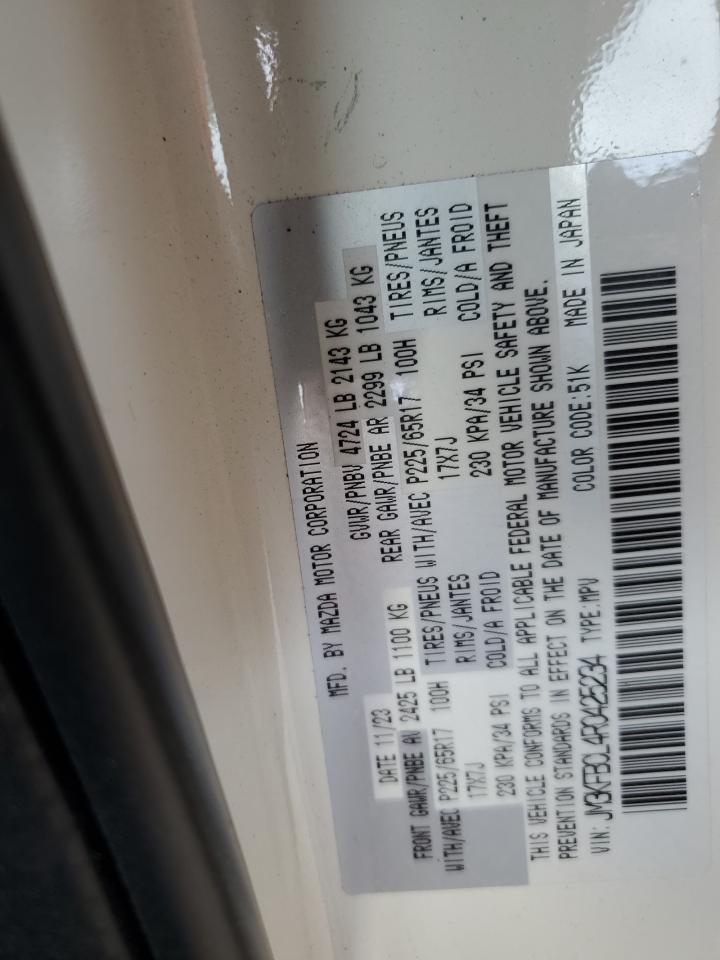 MFD. BY MAZDA MOTOR CORPORATION
DATE 11/23 GVWR/PNBV 4724 LB 2143 KG
FRONT GAWR/PNBE AV 2425 LB 1100 KG REAR GAWR/PNBE AR 2299 LB 1043 KG
WITH/AVEC P225/65R17 100H TIRES/PNEUS WITH/AVEC P225/65R17 100H TIRES/PNEUS
17X7J RIMS/JANTES 17X7J RIMS/JANTES
230 KPA/34 PSI COLD/A FROID 230 KPA/34 PSI COLD/A FROID
THIS VEHICLE CONFORMS TO ALL APPLICABLE FEDERAL MOTOR VEHICLE SAFETY AND THEFT
PREVENTION STANDARDS IN EFFECT ON THE DATE OF MANUFACTURE SHOWN ABOVE.
VIN: JM3KFBCL4R0425234 TYPE:MPV COLOR CODE:51K MADE IN JAPAN